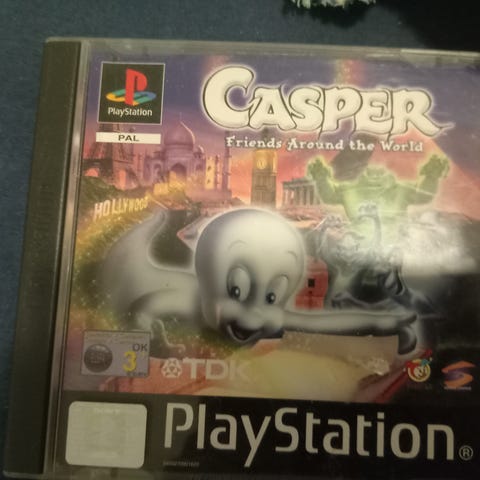 PlayStation
PAL
CASPER
Friends Around the World
HOLLYWOOD
OK
3
TDK
PlayStation®